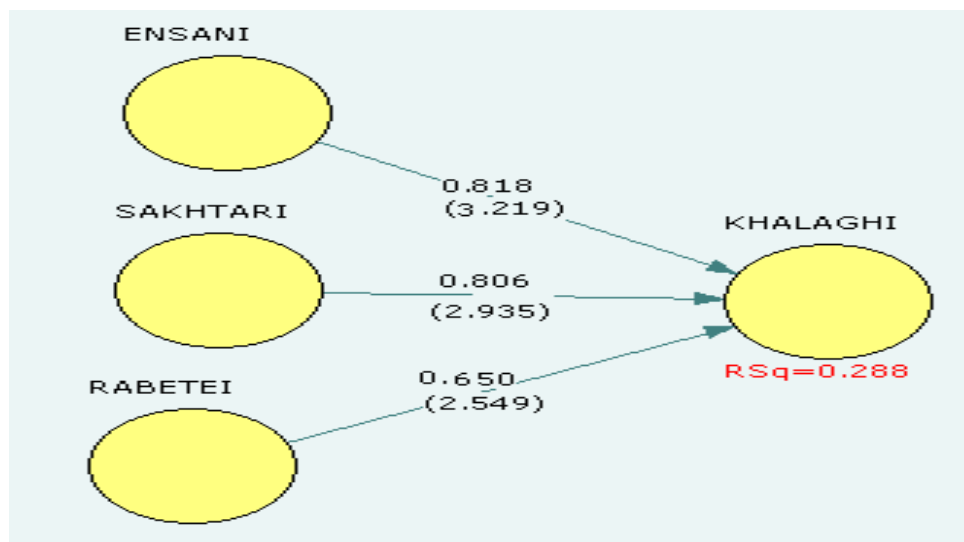 ENSANI
0.818
(3.219)
SAKHTARI
KHALAGHI
0.806
(2.935)
RSq=0.288
RABETEI
0.650
(2.549)